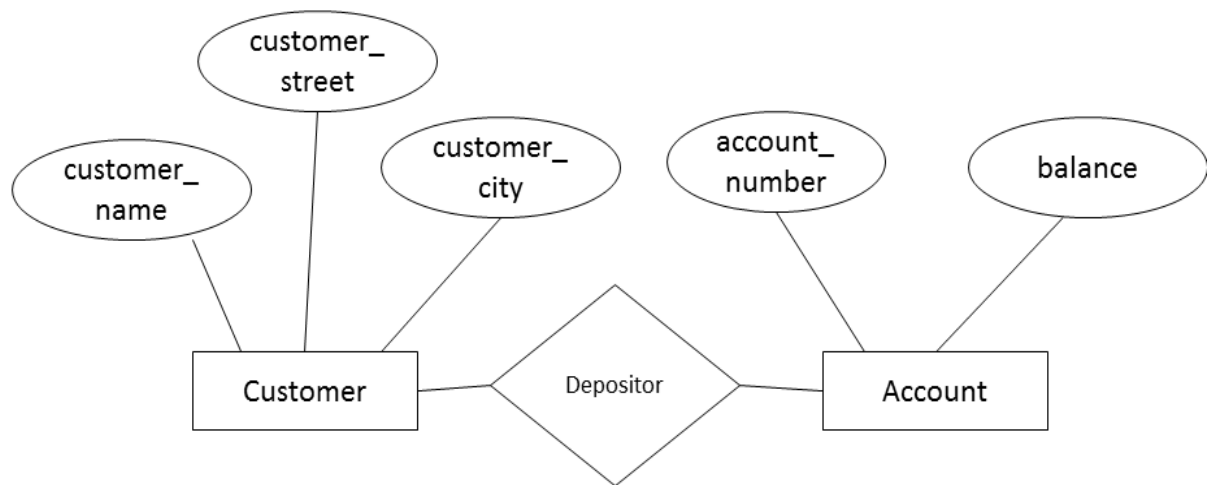 customer_
street
customer_
name
customer_
city
account_
number
balance
Customer
Depositor
Account